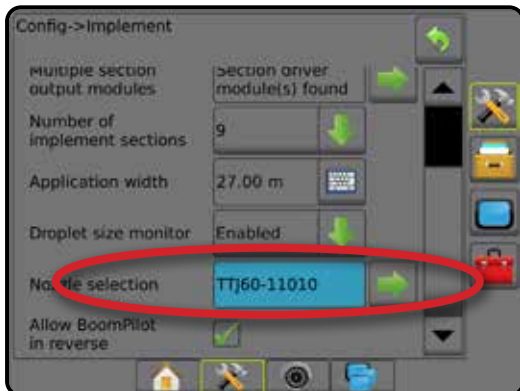 Config->Implement
Multiple section
output modules
Section driver
module(s) found
Number of
implement sections
9
Application width
27.00 m
Droplet size monitor
Enabled
Nozzle selection
TTJ60-11010
Allow BoomPilot
in reverse